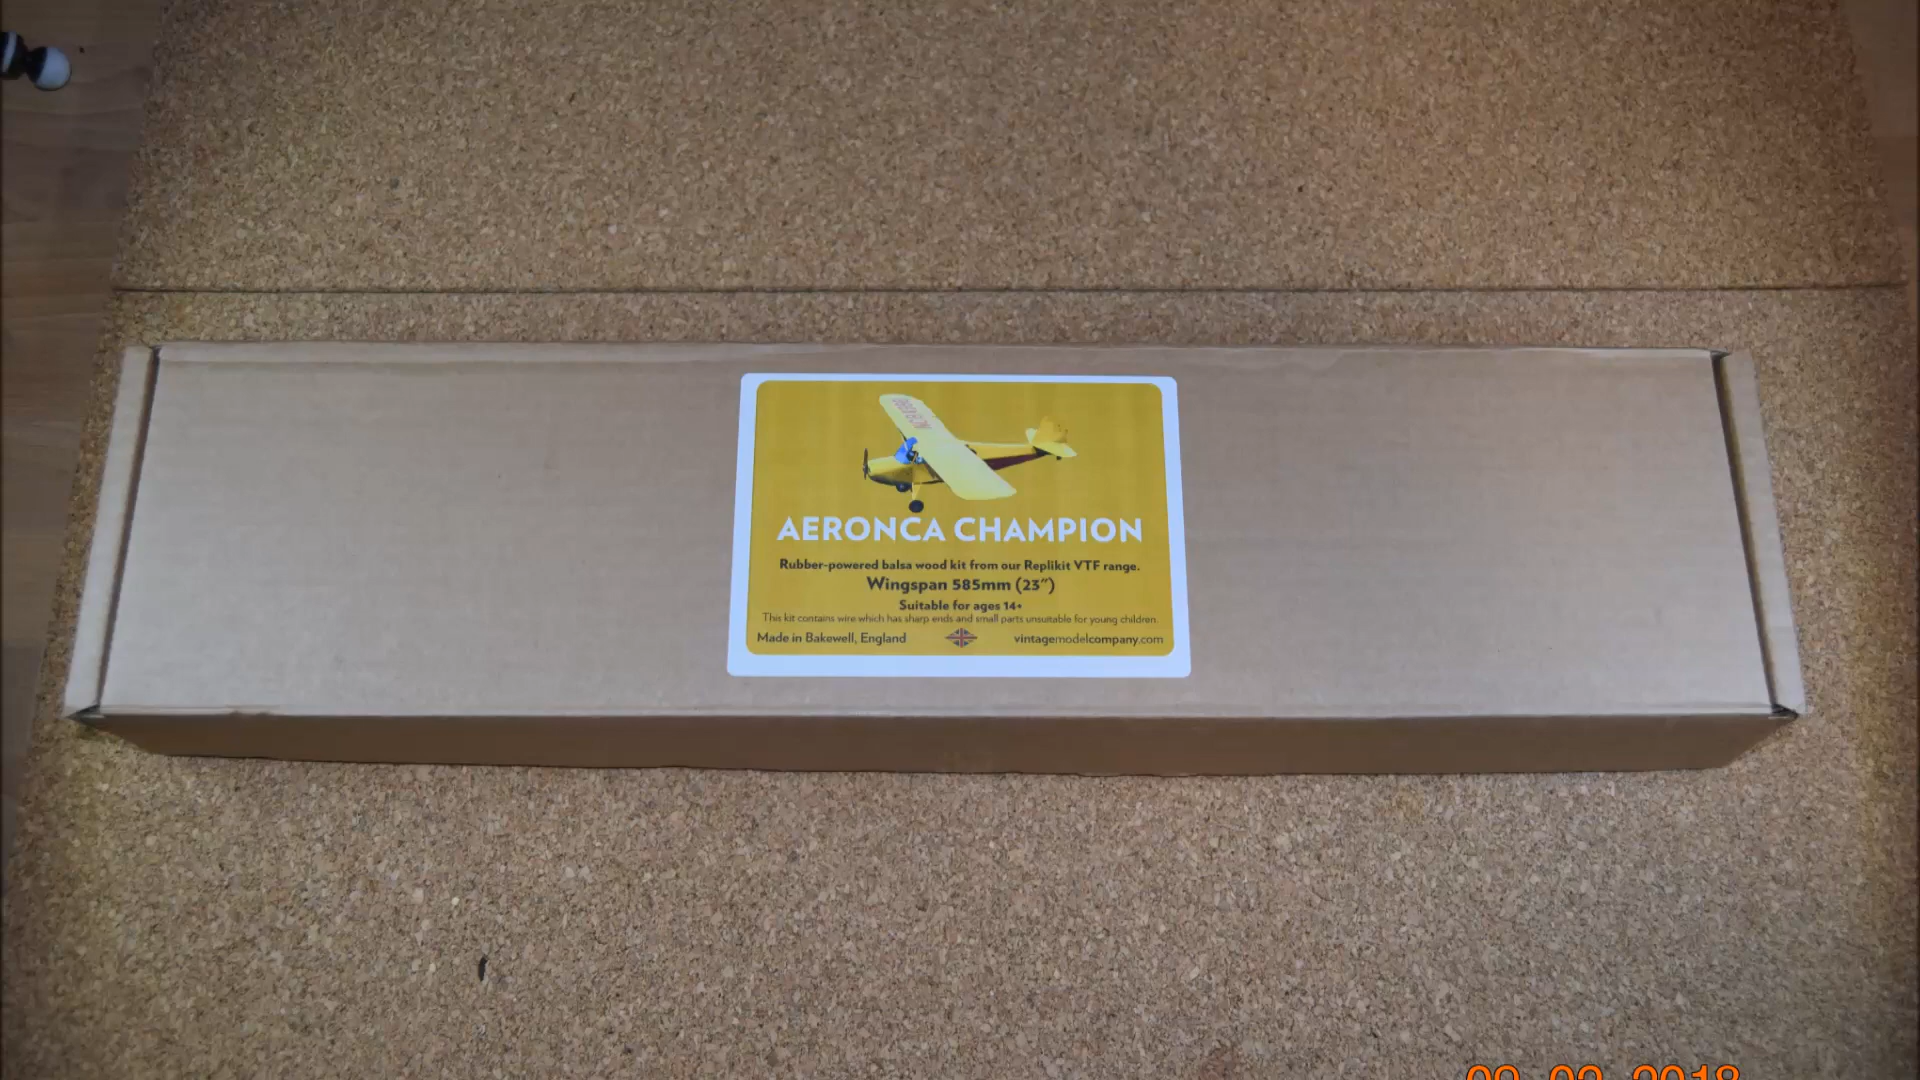 AERONCA CHAMPION
Rubber-powered balsa wood kit from our Replikit VTF range.
Wingspan 585mm (23")
Suitable for ages 14+
This kit contains wire which has sharp ends and small parts unsuitable for young children.
Made in Bakewell, England
vintagemodelcompany.com